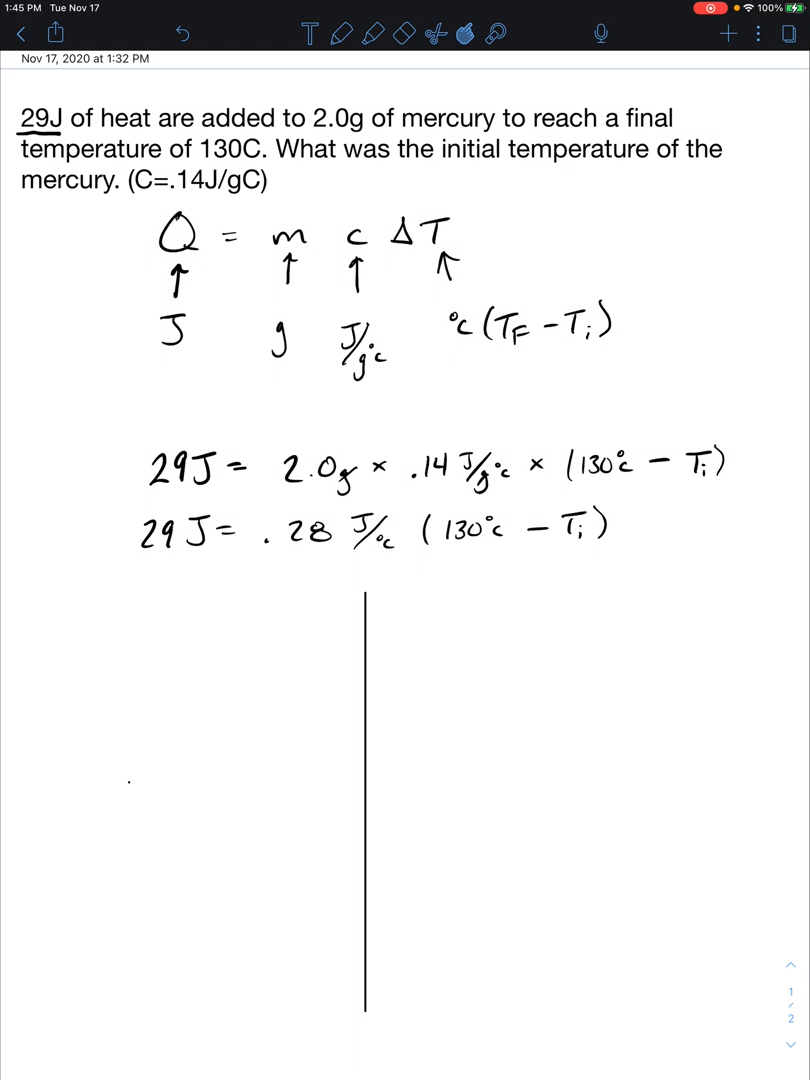 1:45 PM Tue Nov 17
100%
Nov 17, 2020 at 1:32 PM
29J of heat are added to 2.0g of mercury to reach a final
temperature of 130C. What was the initial temperature of the
mercury. (C=.14J/gC)
Q = m c ΔT
J g J/g°c °c (TF - Ti)
29J = 2.0g × .14 J/g°c × (130°c - Ti)
29 J = .28 J/°c (130°c - Ti)
1
/
2